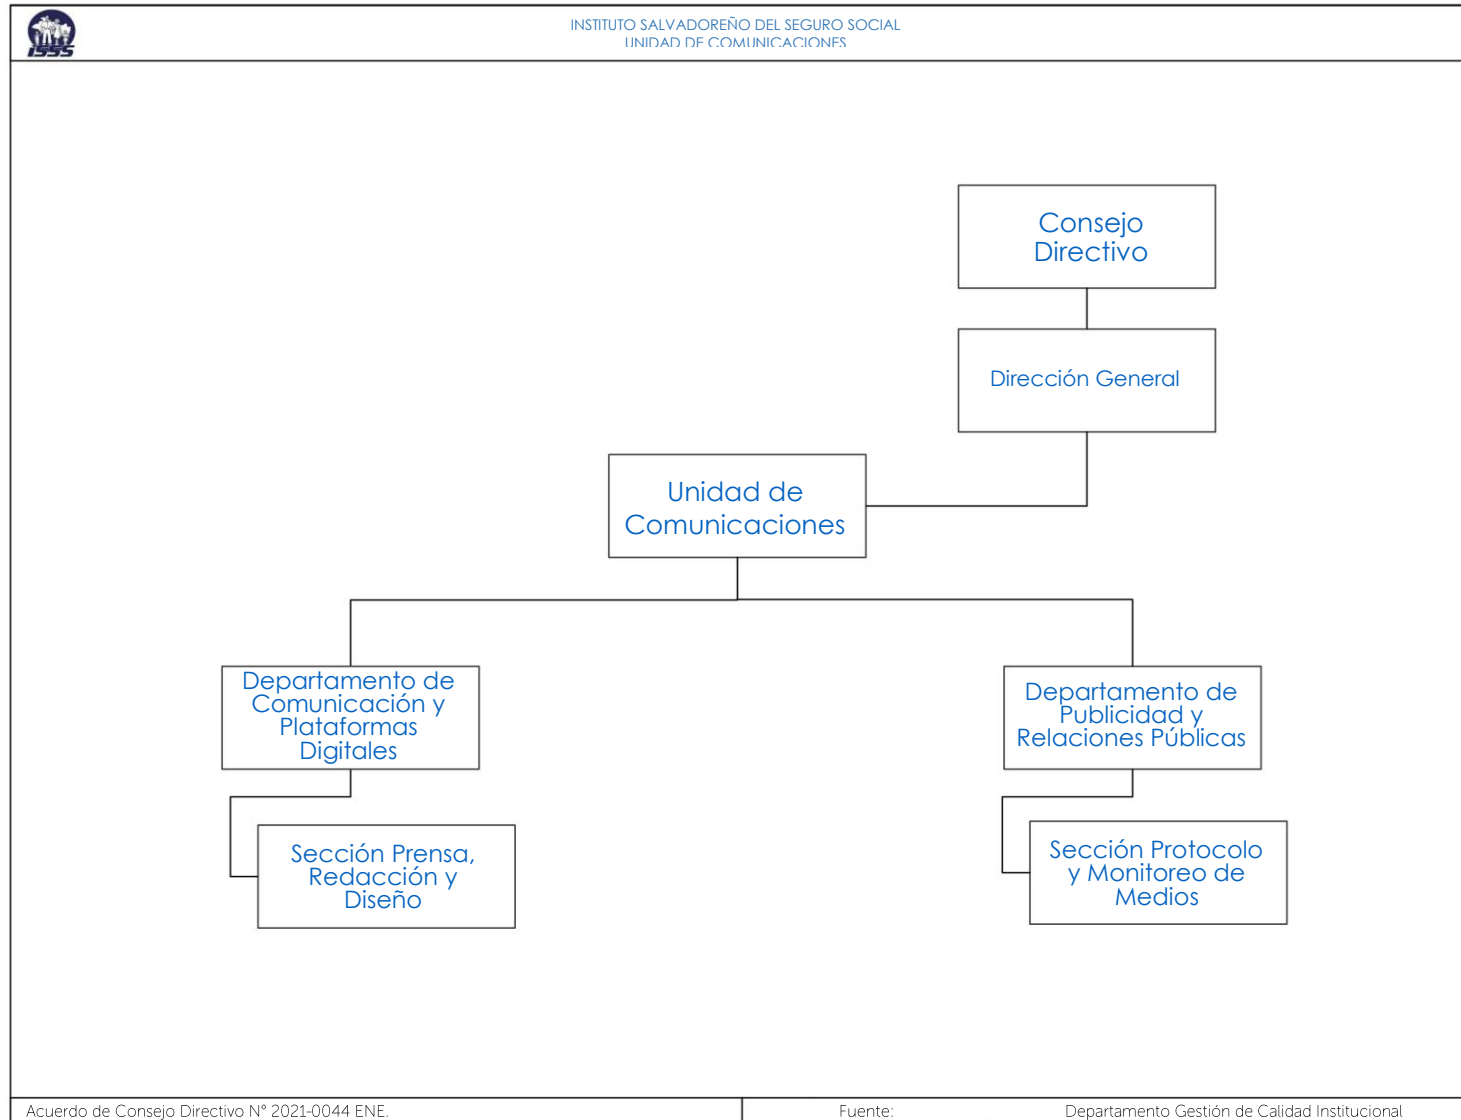 ISSS
INSTITUTO SALVADOREÑO DEL SEGURO SOCIAL
UNIDAD DE COMUNICACIONES
Consejo
Directivo
Dirección General
Unidad de
Comunicaciones
Departamento de
Comunicación y
Plataformas
Digitales
Departamento de
Publicidad y
Relaciones Públicas
Sección Prensa,
Redacción y
Diseño
Sección Protocolo
y Monitoreo de
Medios
Acuerdo de Consejo Directivo N° 2021-0044 ENE.
Fuente: Departamento Gestión de Calidad Institucional